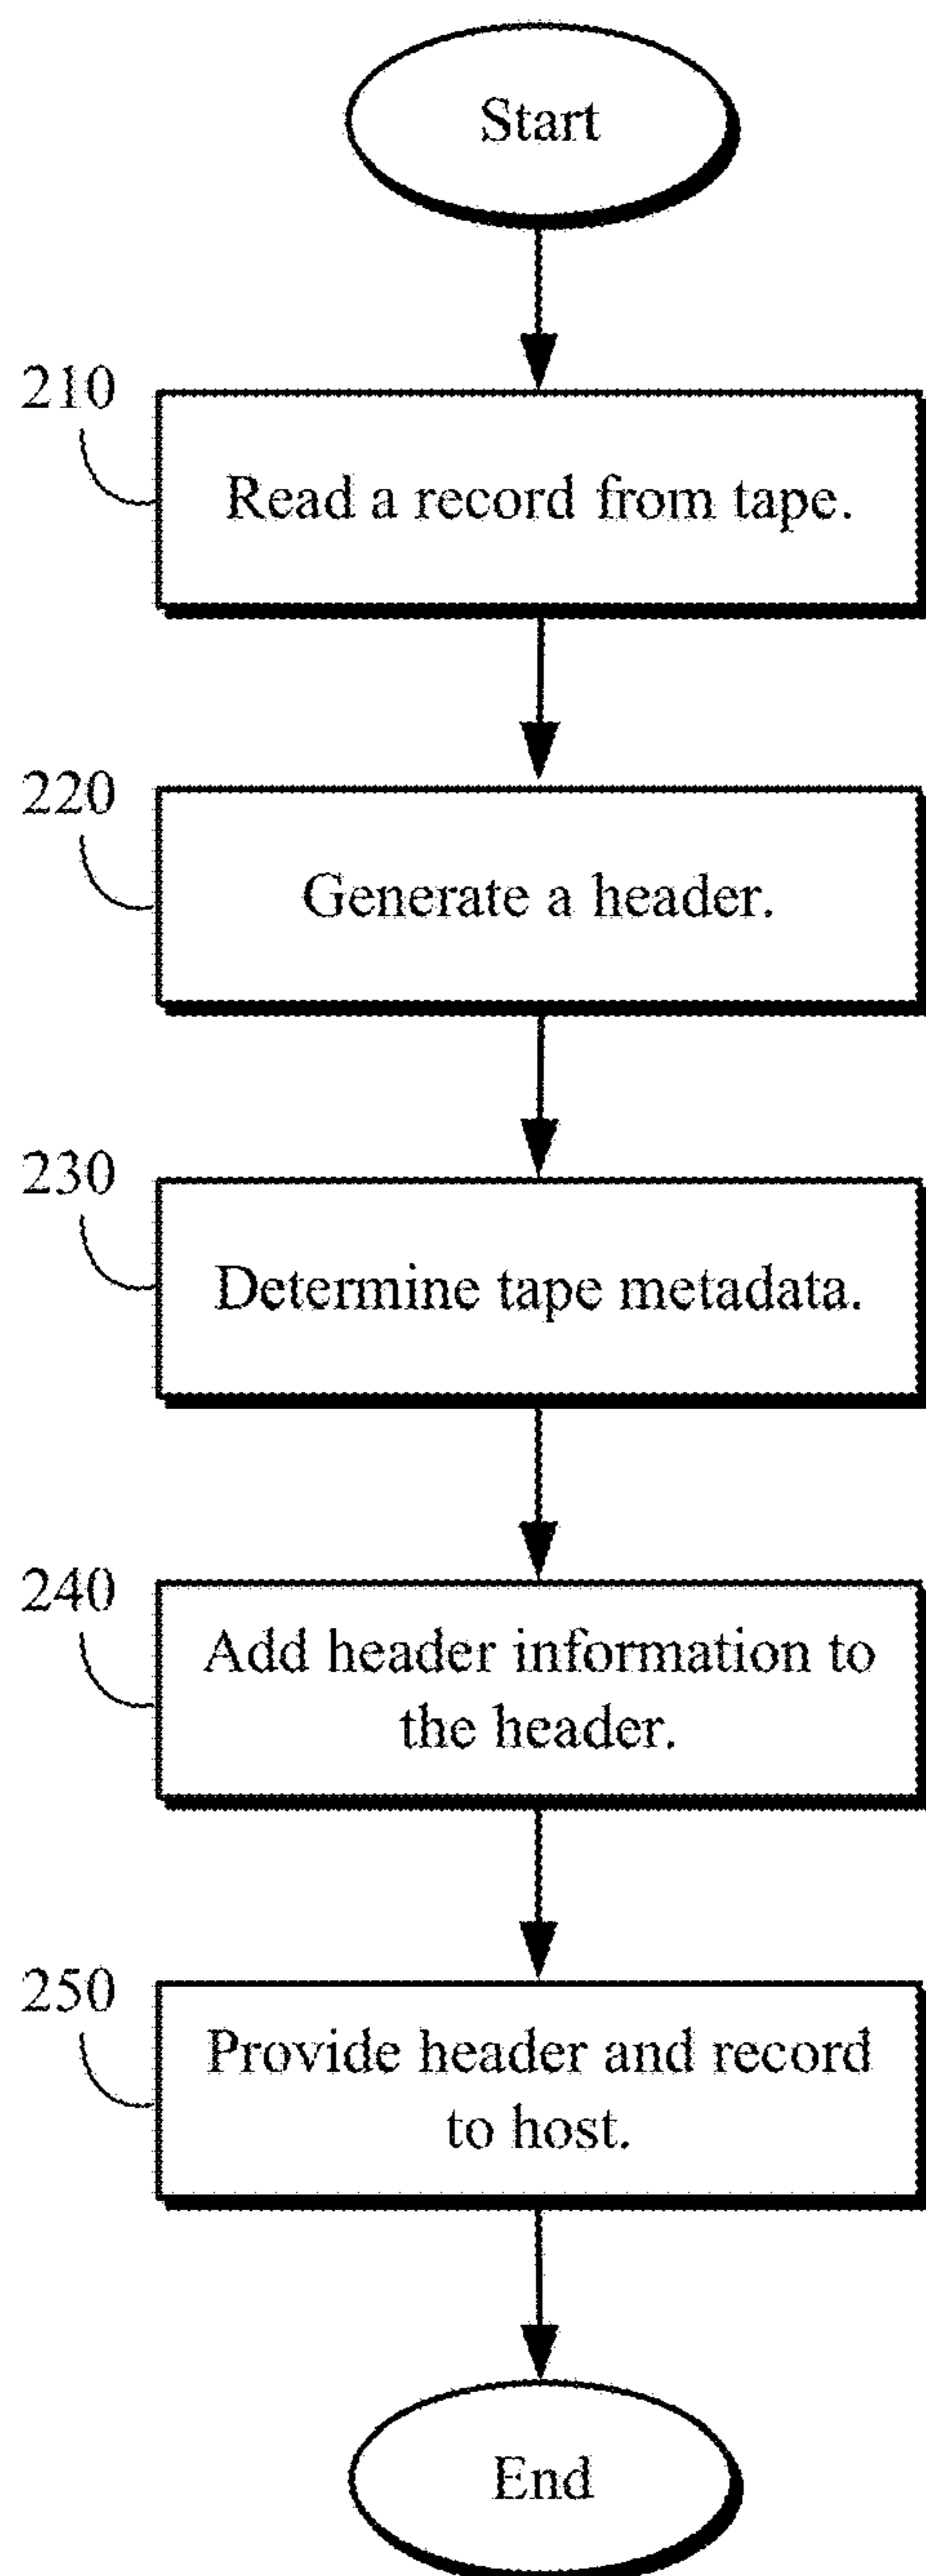 Start
210
Read a record from tape.
220
Generate a header.
230
Determine tape metadata.
240
Add header information to
the header.
250
Provide header and record
to host.
End